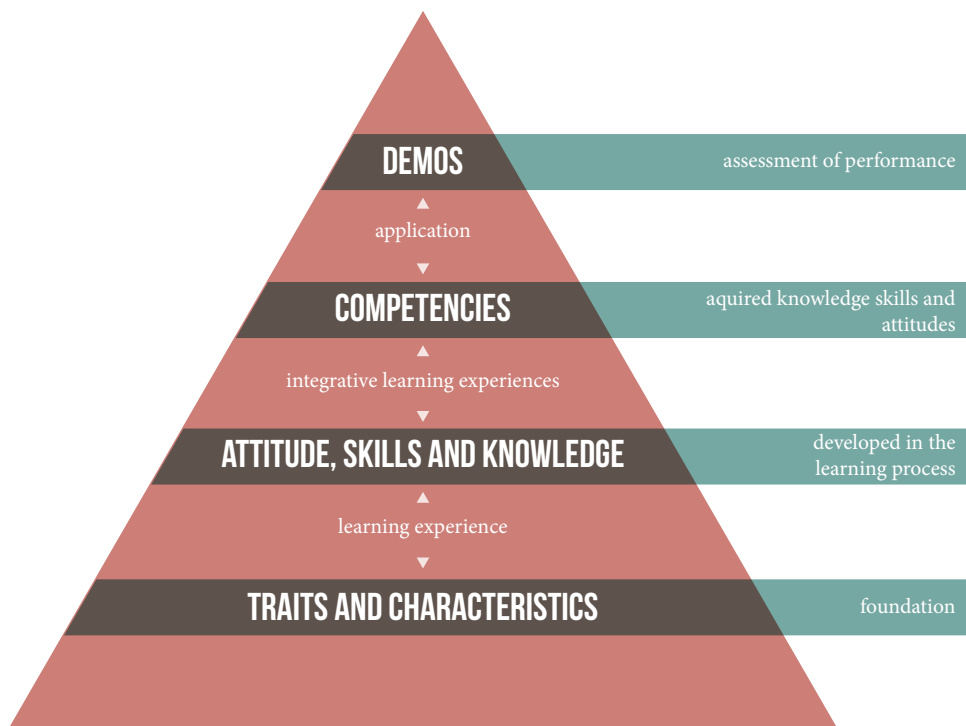 DEMOS
assessment of performance
application
COMPETENCIES
aquired knowledge skills and
attitudes
integrative learning experiences
ATTITUDE, SKILLS AND KNOWLEDGE
developed in the
learning process
learning experience
TRAITS AND CHARACTERISTICS
foundation